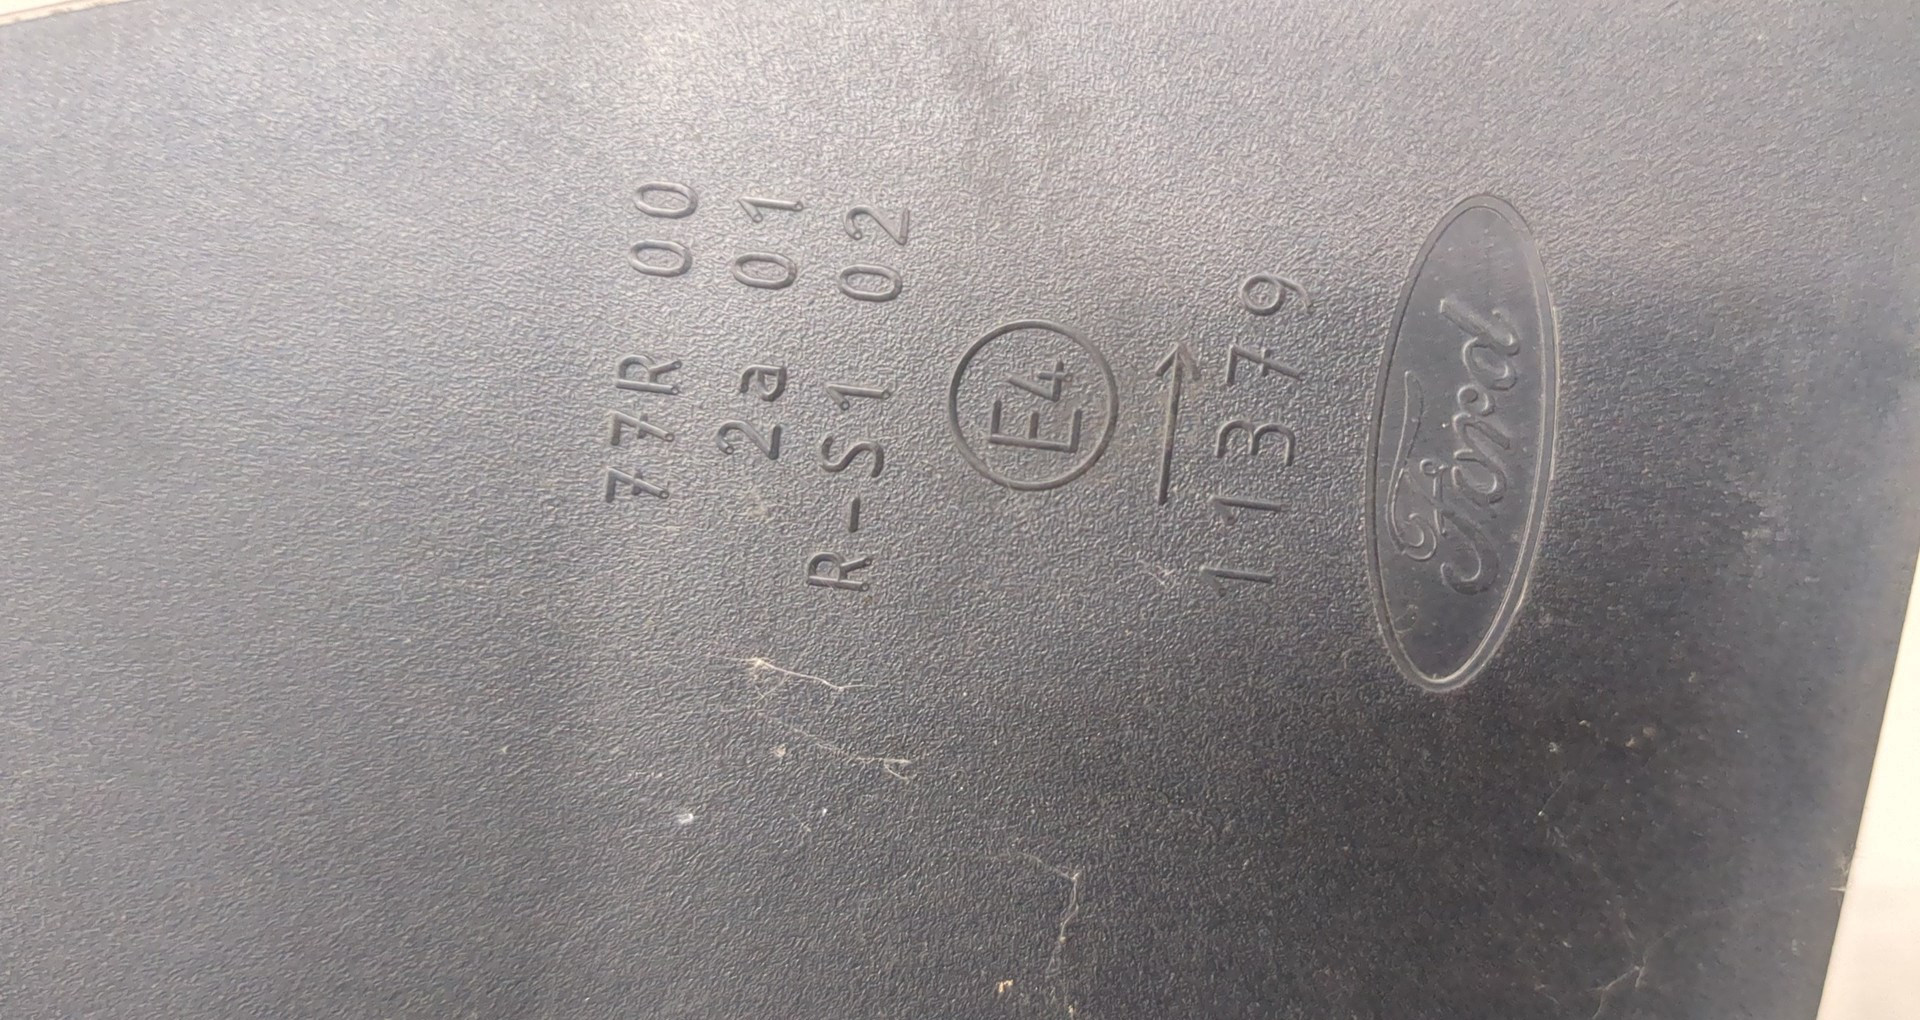 77R 00
2a 01
R-S1 02
E4
→
11379
Ford